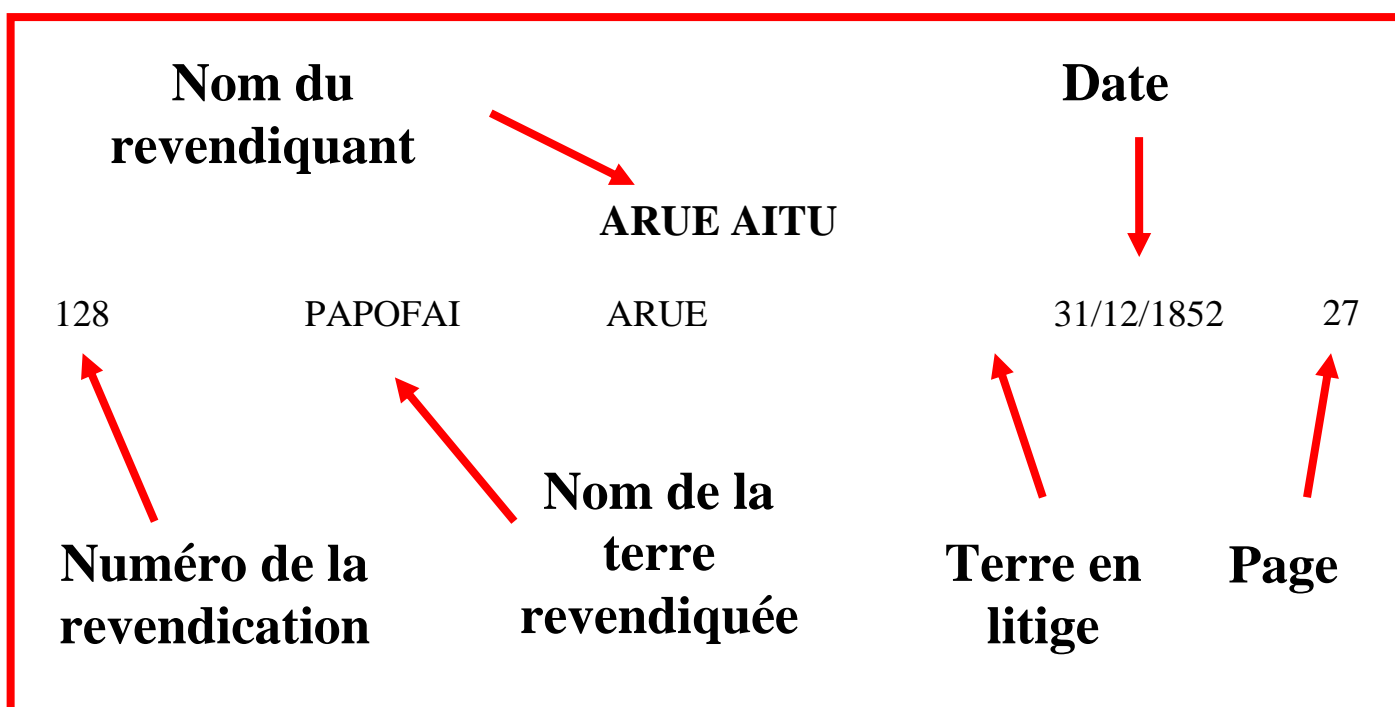 Nom du
revendiquant
Date
ARUE AITU
128 PAPOFAI ARUE 31/12/1852 27
Numéro de la
revendication
Nom de la
terre
revendiquée
Terre en
litige
Page